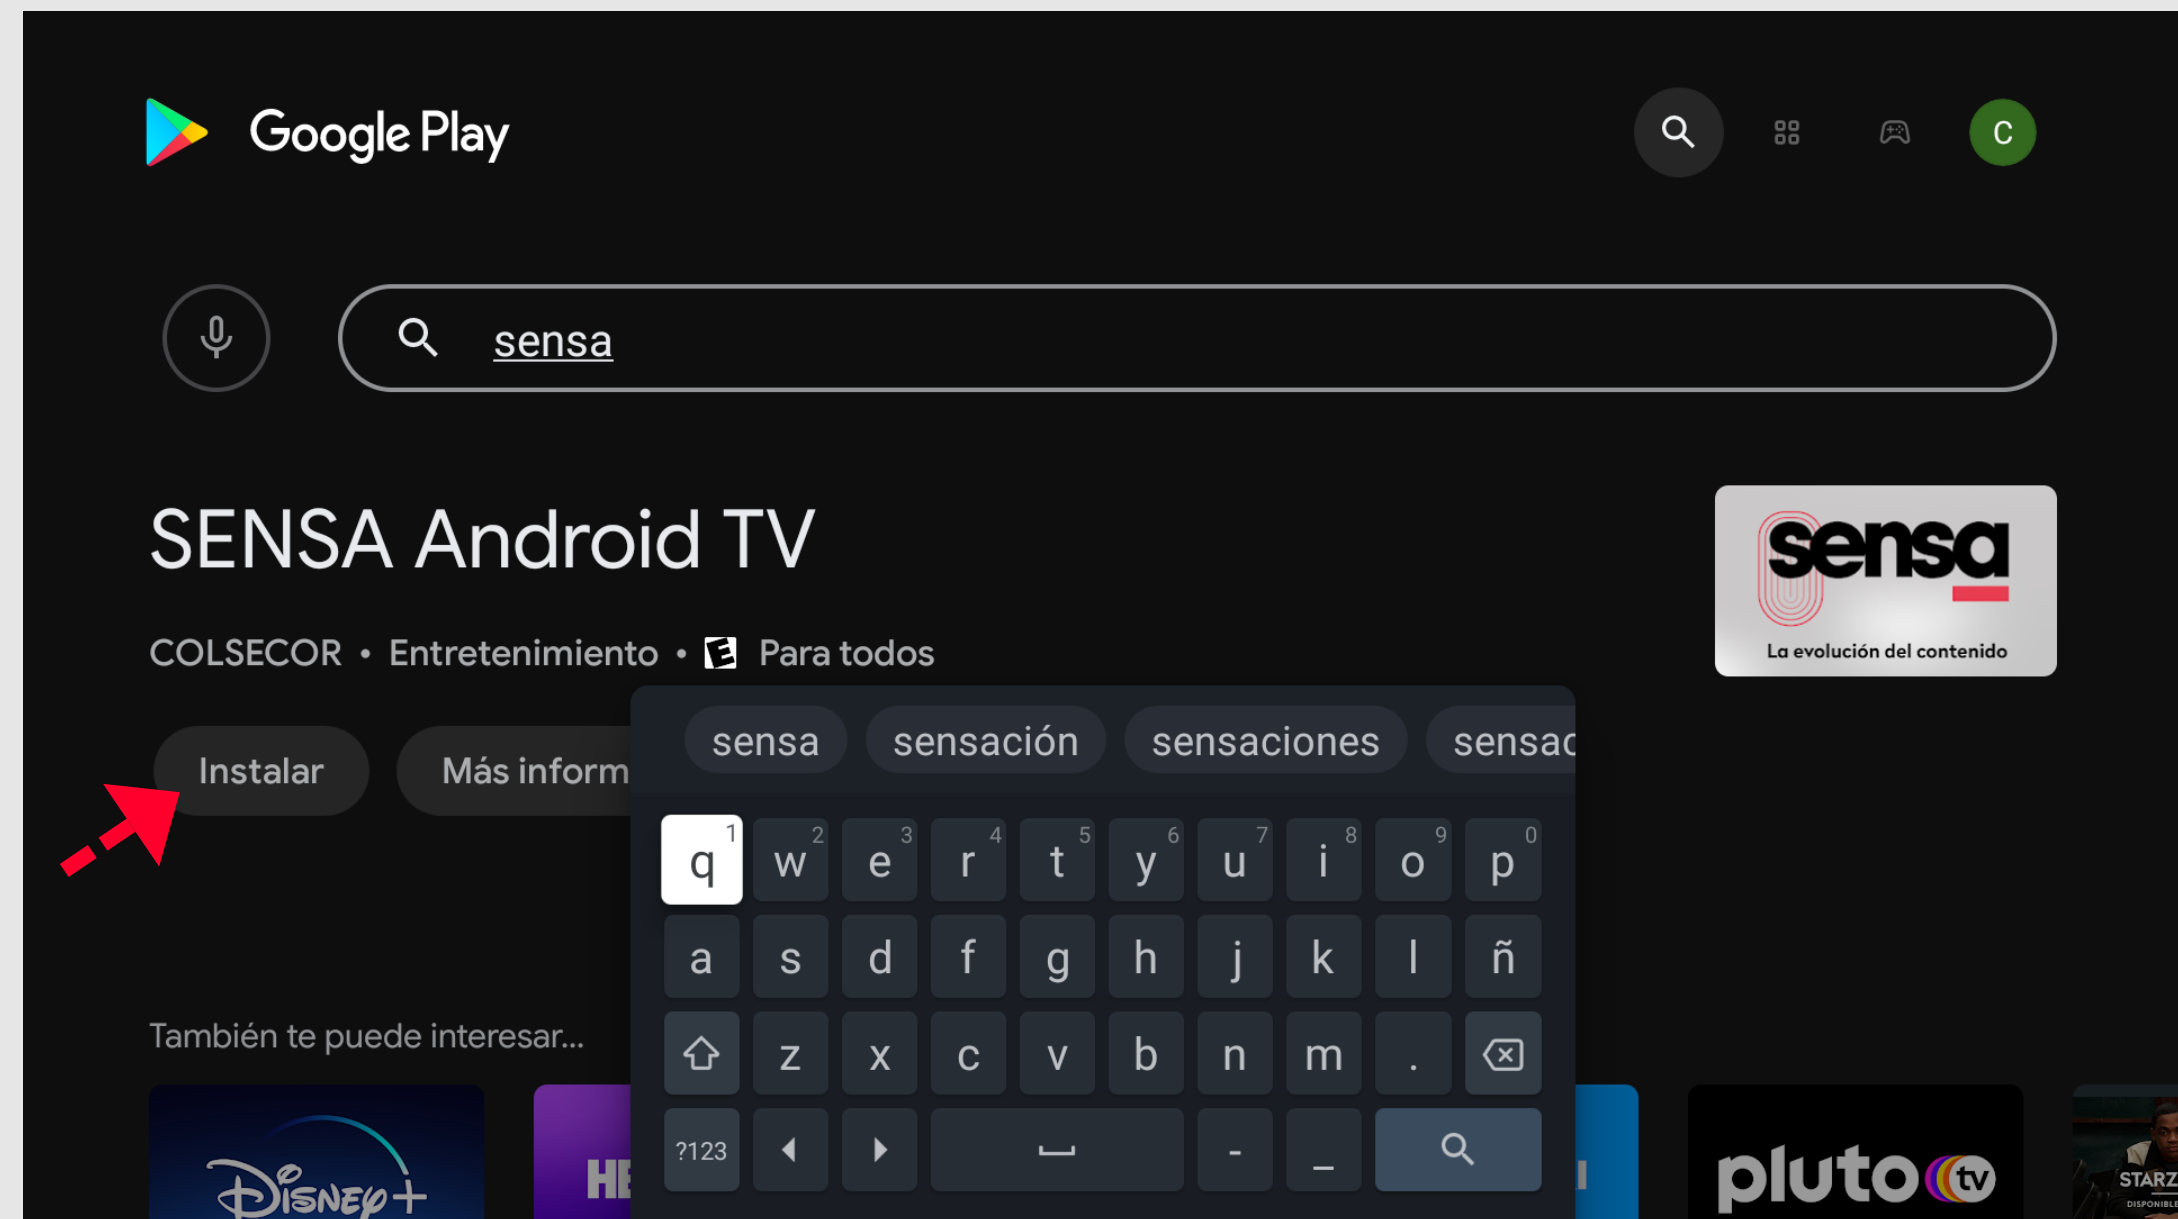 Google Play
C
sensa
SENSA Android TV
sensa
La evolución del contenido
COLSECOR • Entretenimiento • E Para todos
Instalar
Más inform
sensa sensación sensaciones sensac
q 1 w 2 e 3 r 4 t 5 y 6 u 7 i 8 o 9 p 0
a s d f g h j k l ñ
z x c v b n m .
?123 - _
También te puede interesar...
Disney+
pluto tv
STARZ
DISPONIBLE